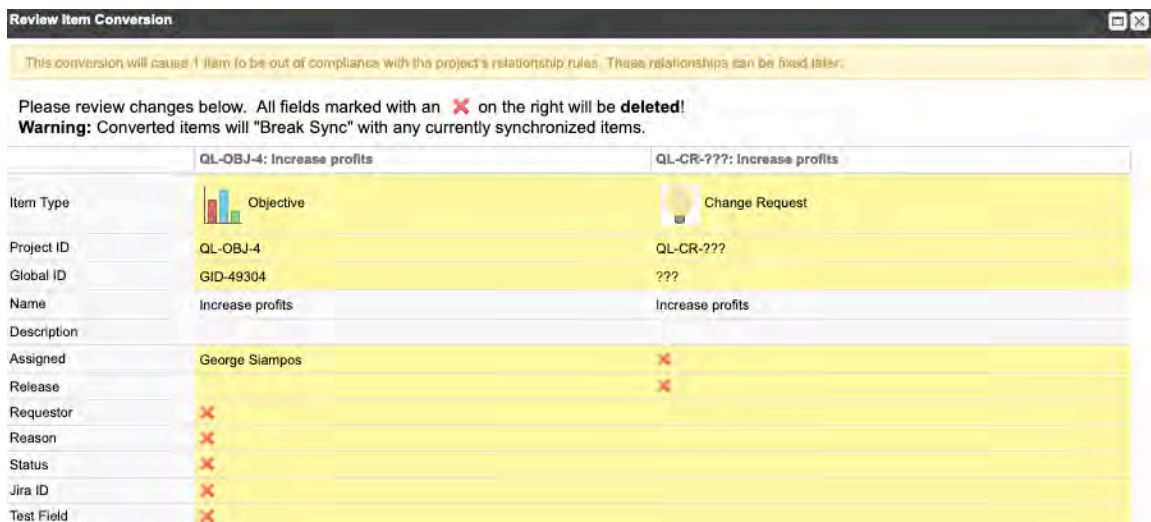 Review Item Conversion
This conversion will cause 1 item to be out of compliance with the project's relationship rules. These relationships can be fixed later.
Please review changes below. All fields marked with an ❌ on the right will be deleted!
Warning: Converted items will "Break Sync" with any currently synchronized items.
QL-OBJ-4: Increase profits QL-CR-???: Increase profits
Item Type Objective Change Request
Project ID QL-OBJ-4 QL-CR-???
Global ID GID-49304 ???
Name Increase profits Increase profits
Description
Assigned George Siampos ❌
Release ❌
Requestor ❌
Reason ❌
Status ❌
Jira ID ❌
Test Field ❌